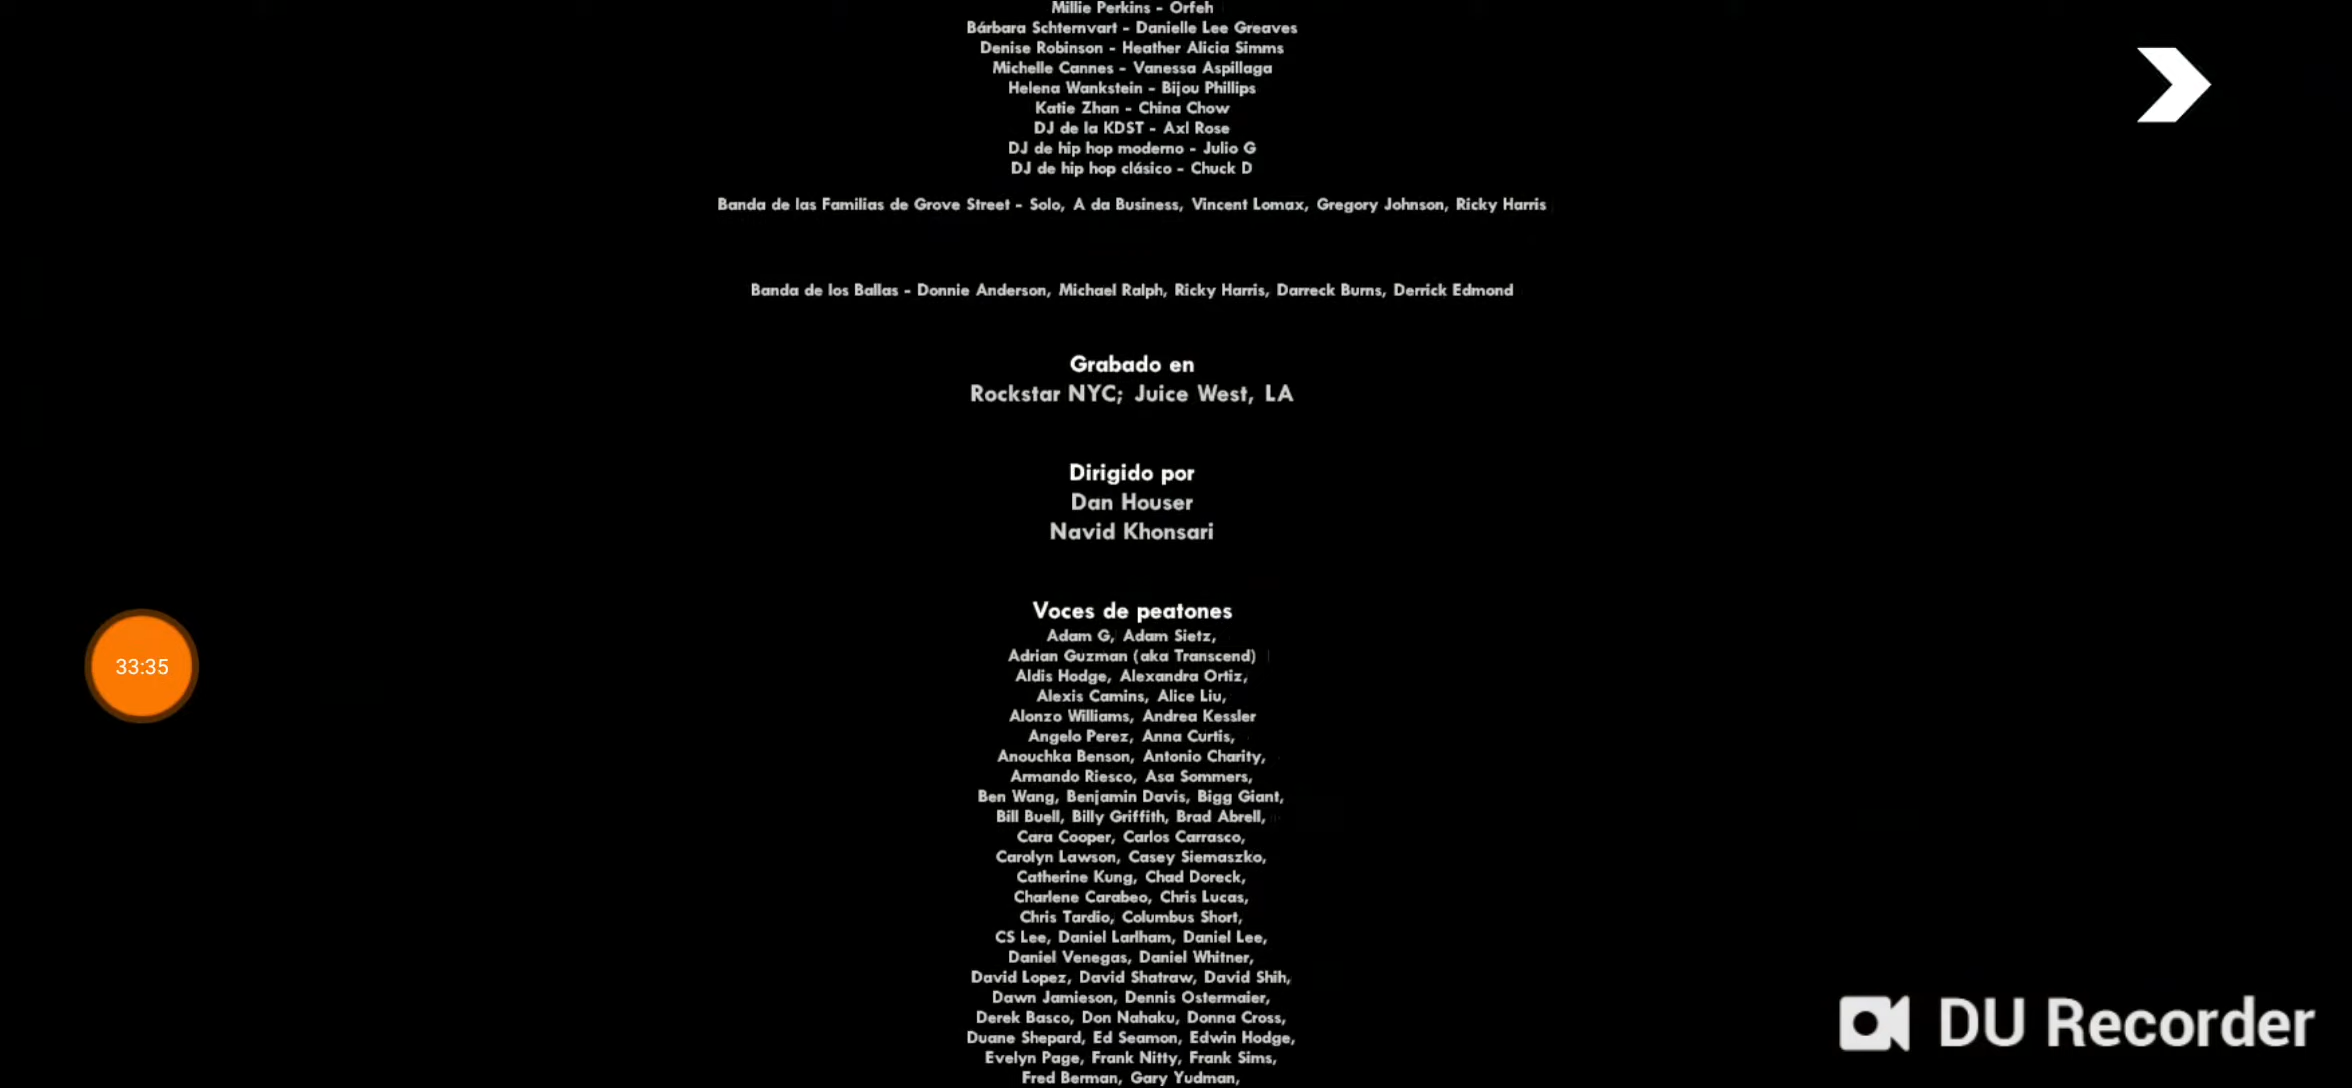 Millie Perkins - Orfeh
Bárbara Schternvart - Danielle Lee Greaves
Denise Robinson - Heather Alicia Simms
Michelle Cannes - Vanessa Aspillaga
Helena Wankstein - Bijou Phillips
Katie Zhan - China Chow
DJ de la KDST - Axl Rose
DJ de hip hop moderno - Julio G
DJ de hip hop clásico - Chuck D
Banda de las Familias de Grove Street - Solo, A da Business, Vincent Lomax, Gregory Johnson, Ricky Harris
Banda de los Ballas - Donnie Anderson, Michael Ralph, Ricky Harris, Darreck Burns, Derrick Edmond
Grabado en
Rockstar NYC; Juice West, LA
Dirigido por
Dan Houser
Navid Khonsari
Voces de peatones
Adam G, Adam Sietz,
Adrian Guzman (aka Transcend)
Aldis Hodge, Alexandra Ortiz,
Alexis Camins, Alice Liu,
Alonzo Williams, Andrea Kessler
Angelo Perez, Anna Curtis,
Anouchka Benson, Antonio Charity,
Armando Riesco, Asa Sommers,
Ben Wang, Benjamin Davis, Bigg Giant,
Bill Buell, Billy Griffith, Brad Abrell,
Cara Cooper, Carlos Carrasco,
Carolyn Lawson, Casey Siemaszko,
Catherine Kung, Chad Doreck,
Charlene Carabeo, Chris Lucas,
Chris Tardio, Columbus Short,
CS Lee, Daniel Larlham, Daniel Lee,
Daniel Venegas, Daniel Whitner,
David Lopez, David Shatraw, David Shih,
Dawn Jamieson, Dennis Ostermaier,
Derek Basco, Don Nahaku, Donna Cross,
Duane Shepard, Ed Seamon, Edwin Hodge,
Evelyn Page, Frank Nitty, Frank Sims,
Fred Berman, Gary Yudman,
33:35
DU Recorder